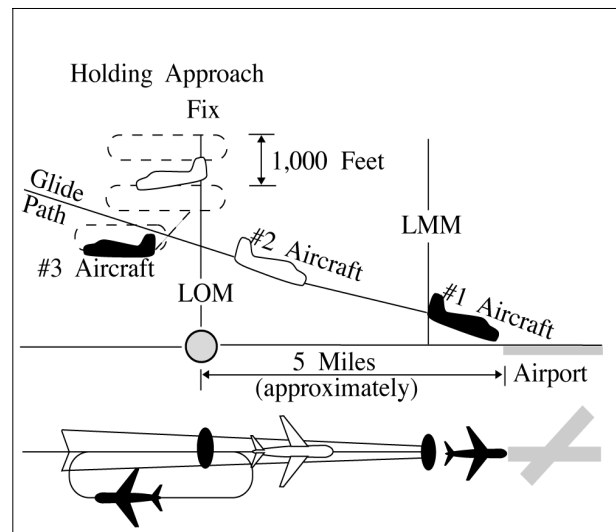 Holding Approach
Fix
1,000 Feet
Glide
Path
LMM
#2 Aircraft
#3 Aircraft
#1 Aircraft
LOM
5 Miles
(approximately)
Airport